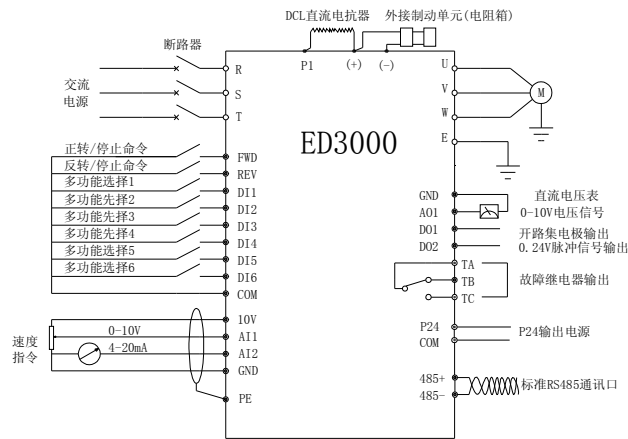 DCL直流电抗器 外接制动单元(电阻箱)
断路器
P1 (+) (-)
交流
电源
R
S
T
U
V
W
E
M
ED3000
正转/停止命令 FWD
反转/停止命令 REV
多功能选择1 DI1
多功能先择2 DI2
多功能先择3 DI3
多功能先择4 DI4
多功能选择5 DI5
多功能选择6 DI6
COM
GND
AO1
DO1
DO2
直流电压表
0-10V电压信号
开路集电极输出
0.24V脉冲信号输出
TA
TB
TC
故障继电器输出
速度
指令
10V
0-10V AI1
4-20mA AI2
GND
PE
P24
COM
P24输出电源
485+
485-
标准RS485通讯口